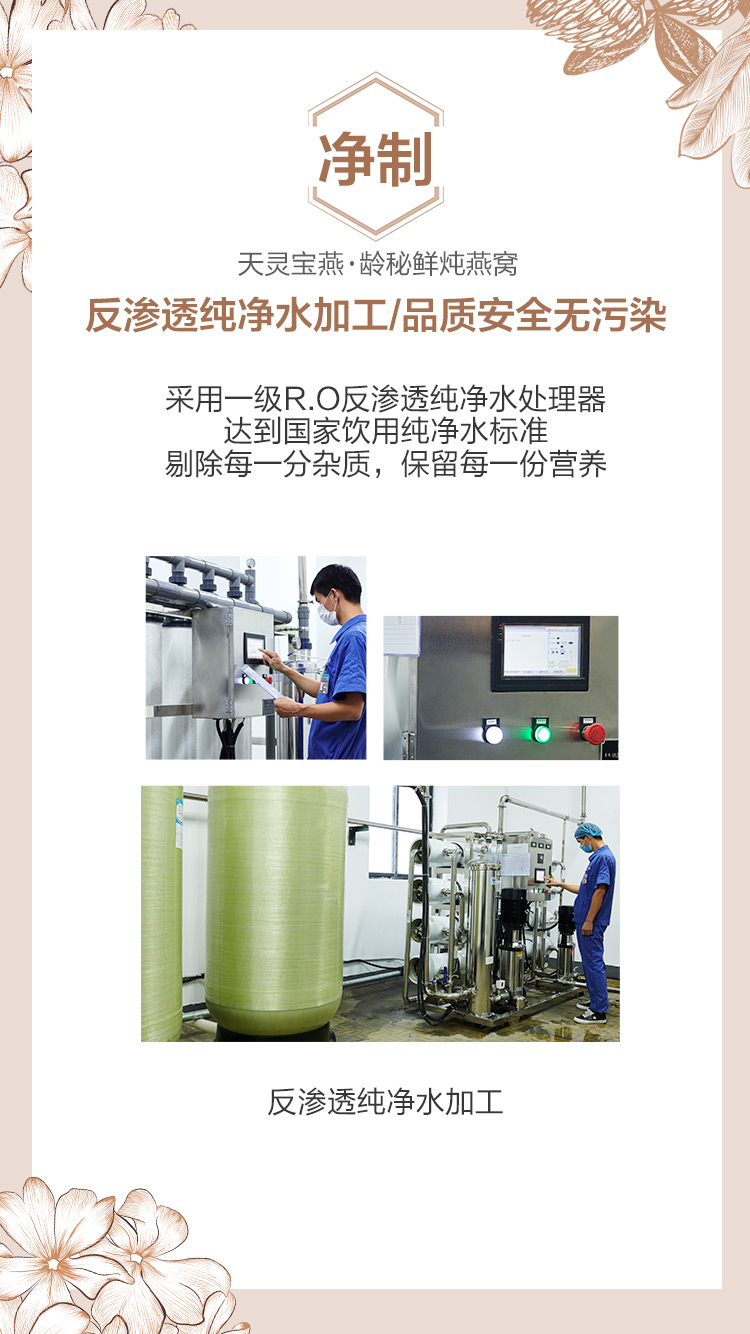 净制
天灵宝燕·龄秘鲜炖燕窝
反渗透纯净水加工/品质安全无污染
采用一级R.O反渗透纯净水处理器
达到国家饮用纯净水标准
剔除每一分杂质，保留每一份营养
反渗透纯净水加工